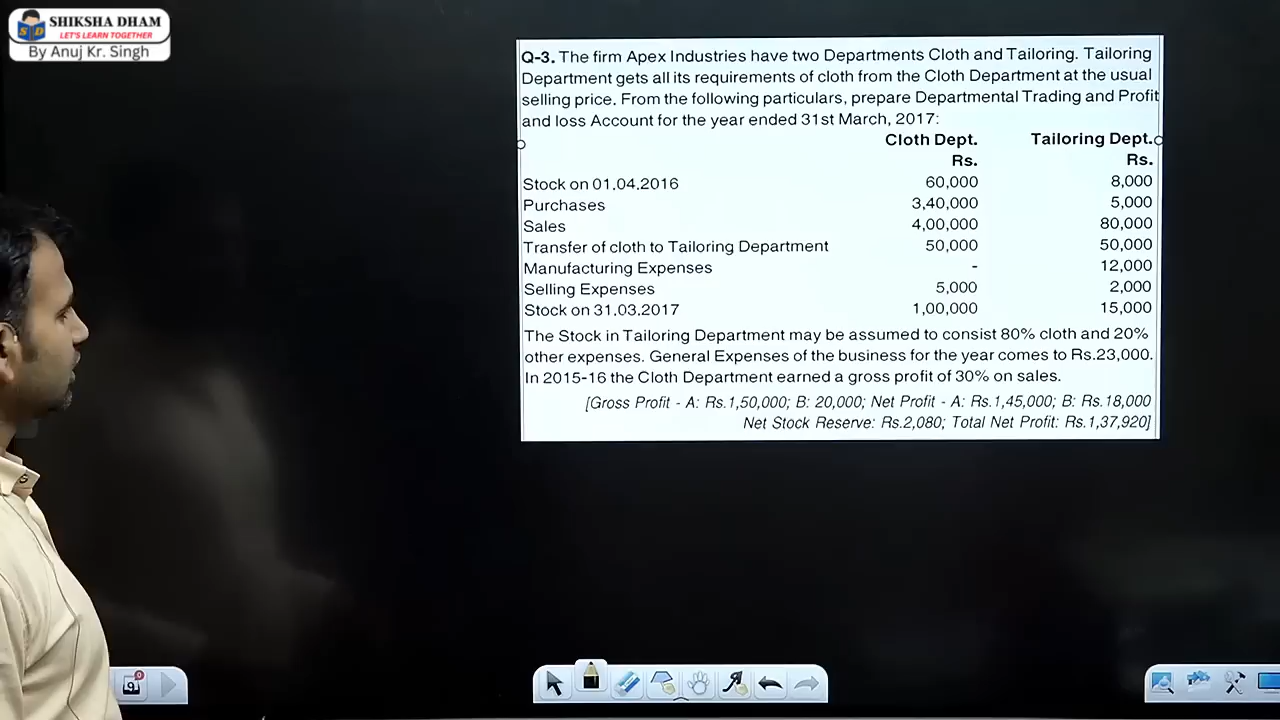 SHIKSHA DHAM
LET'S LEARN TOGETHER
S D
By Anuj Kr. Singh
Q-3. The firm Apex Industries have two Departments Cloth and Tailoring. Tailoring
Department gets all its requirements of cloth from the Cloth Department at the usual
selling price. From the following particulars, prepare Departmental Trading and Profit
and loss Account for the year ended 31st March, 2017:
Cloth Dept. Tailoring Dept.
Rs. Rs.
Stock on 01.04.2016 60,000 8,000
Purchases 3,40,000 5,000
Sales 4,00,000 80,000
Transfer of cloth to Tailoring Department 50,000 50,000
Manufacturing Expenses - 12,000
Selling Expenses 5,000 2,000
Stock on 31.03.2017 1,00,000 15,000
The Stock in Tailoring Department may be assumed to consist 80% cloth and 20%
other expenses. General Expenses of the business for the year comes to Rs.23,000.
In 2015-16 the Cloth Department earned a gross profit of 30% on sales.
[Gross Profit - A: Rs.1,50,000; B: 20,000; Net Profit - A: Rs.1,45,000; B: Rs.18,000
Net Stock Reserve: Rs.2,080; Total Net Profit: Rs.1,37,920]